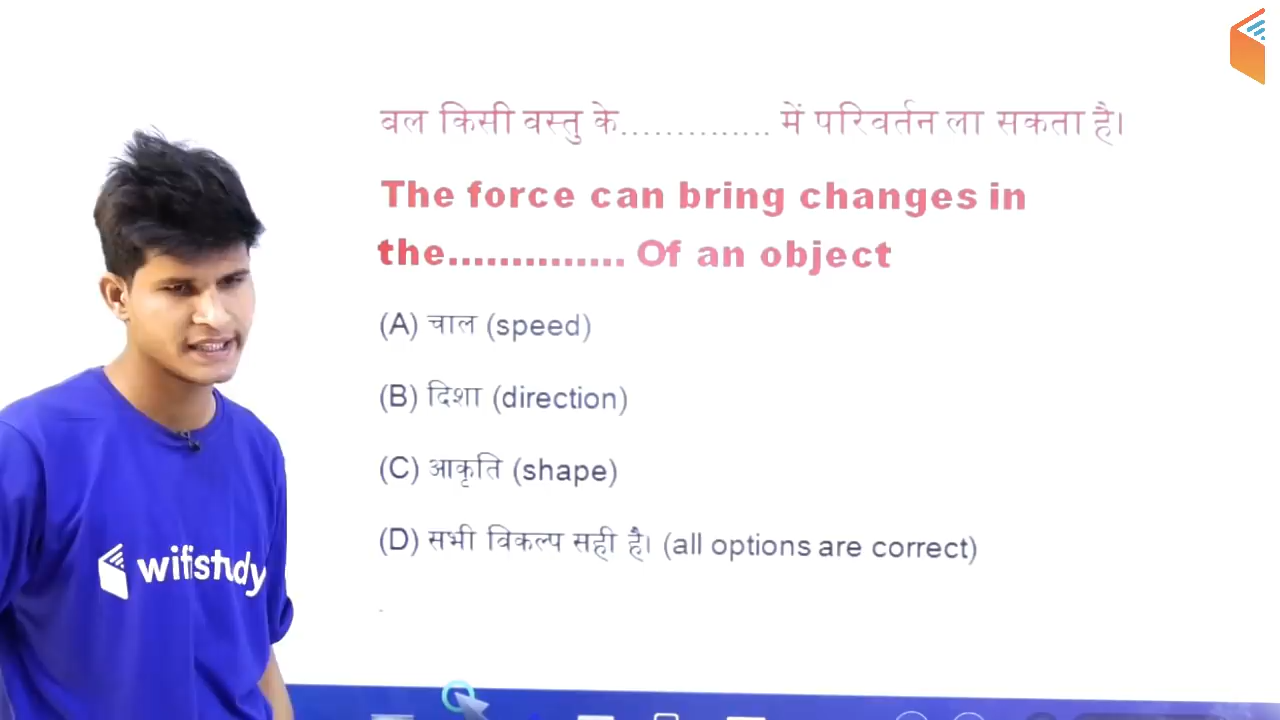 बल किसी वस्तु के.............. में परिवर्तन ला सकता है।
The force can bring changes in
the.............. Of an object
(A) चाल (speed)
(B) दिशा (direction)
(C) आकृति (shape)
(D) सभी विकल्प सही है। (all options are correct)
wifistudy